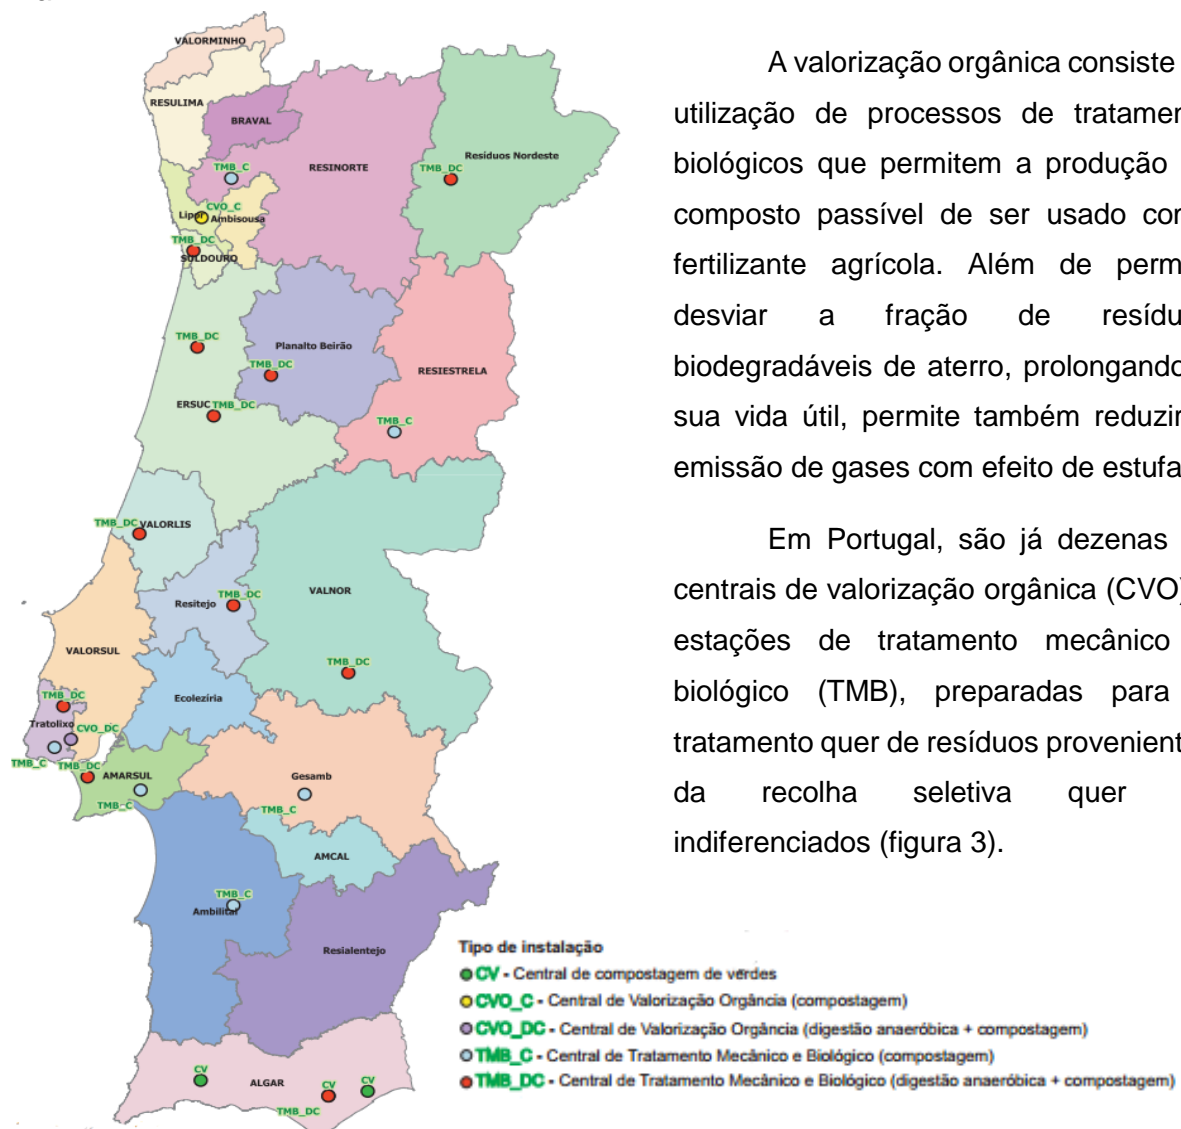 VALORMINHO
RESULIMA
BRAVAL
TMB_C
RESINORTE
Resíduos Nordeste
TMB_DC
CVO_C
Lipor
Ambisousa
TMB_DC
SULDOURO
TMB_DC
Planalto Beirão
TMB_DC
RESIESTRELA
ERSUC
TMB_DC
TMB_C
TMB_DC
VALORLIS
Resitejo
TMB_DC
VALNOR
VALORSUL
TMB_DC
TMB_DC
Ecolezíria
Tratolixo
CVO_DC
TMB_C
TMB_DC
AMARSUL
TMB_C
Gesamb
TMB_C
AMCAL
TMB_C
Ambilital
Resialentejo
CV
ALGAR
CV
CV
TMB_DC
A valorização orgânica consiste
utilização de processos de tratamen
biológicos que permitem a produção
composto passível de ser usado cor
fertilizante agrícola. Além de perm
desviar a fração de resídu
biodegradáveis de aterro, prolongando
sua vida útil, permite também reduzir
emissão de gases com efeito de estufa
Em Portugal, são já dezenas
centrais de valorização orgânica (CVO)
estações de tratamento mecânico
biológico (TMB), preparadas para
tratamento quer de resíduos provenient
da recolha seletiva quer
indiferenciados (figura 3).
Tipo de instalação
CV - Central de compostagem de verdes
CVO_C - Central de Valorização Orgância (compostagem)
CVO_DC - Central de Valorização Orgância (digestão anaeróbica + compostagem)
TMB_C - Central de Tratamento Mecânico e Biológico (compostagem)
TMB_DC - Central de Tratamento Mecânico e Biológico (digestão anaeróbica + compostagem)